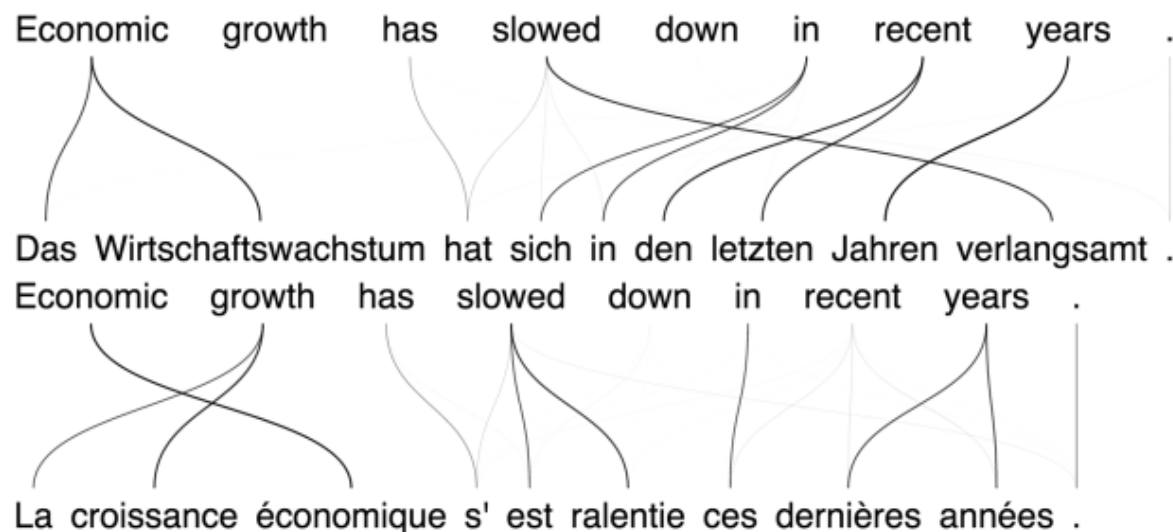 Economic growth has slowed down in recent years .
Das Wirtschaftswachstum hat sich in den letzten Jahren verlangsamt .
Economic growth has slowed down in recent years .
La croissance économique s' est ralentie ces dernières années .